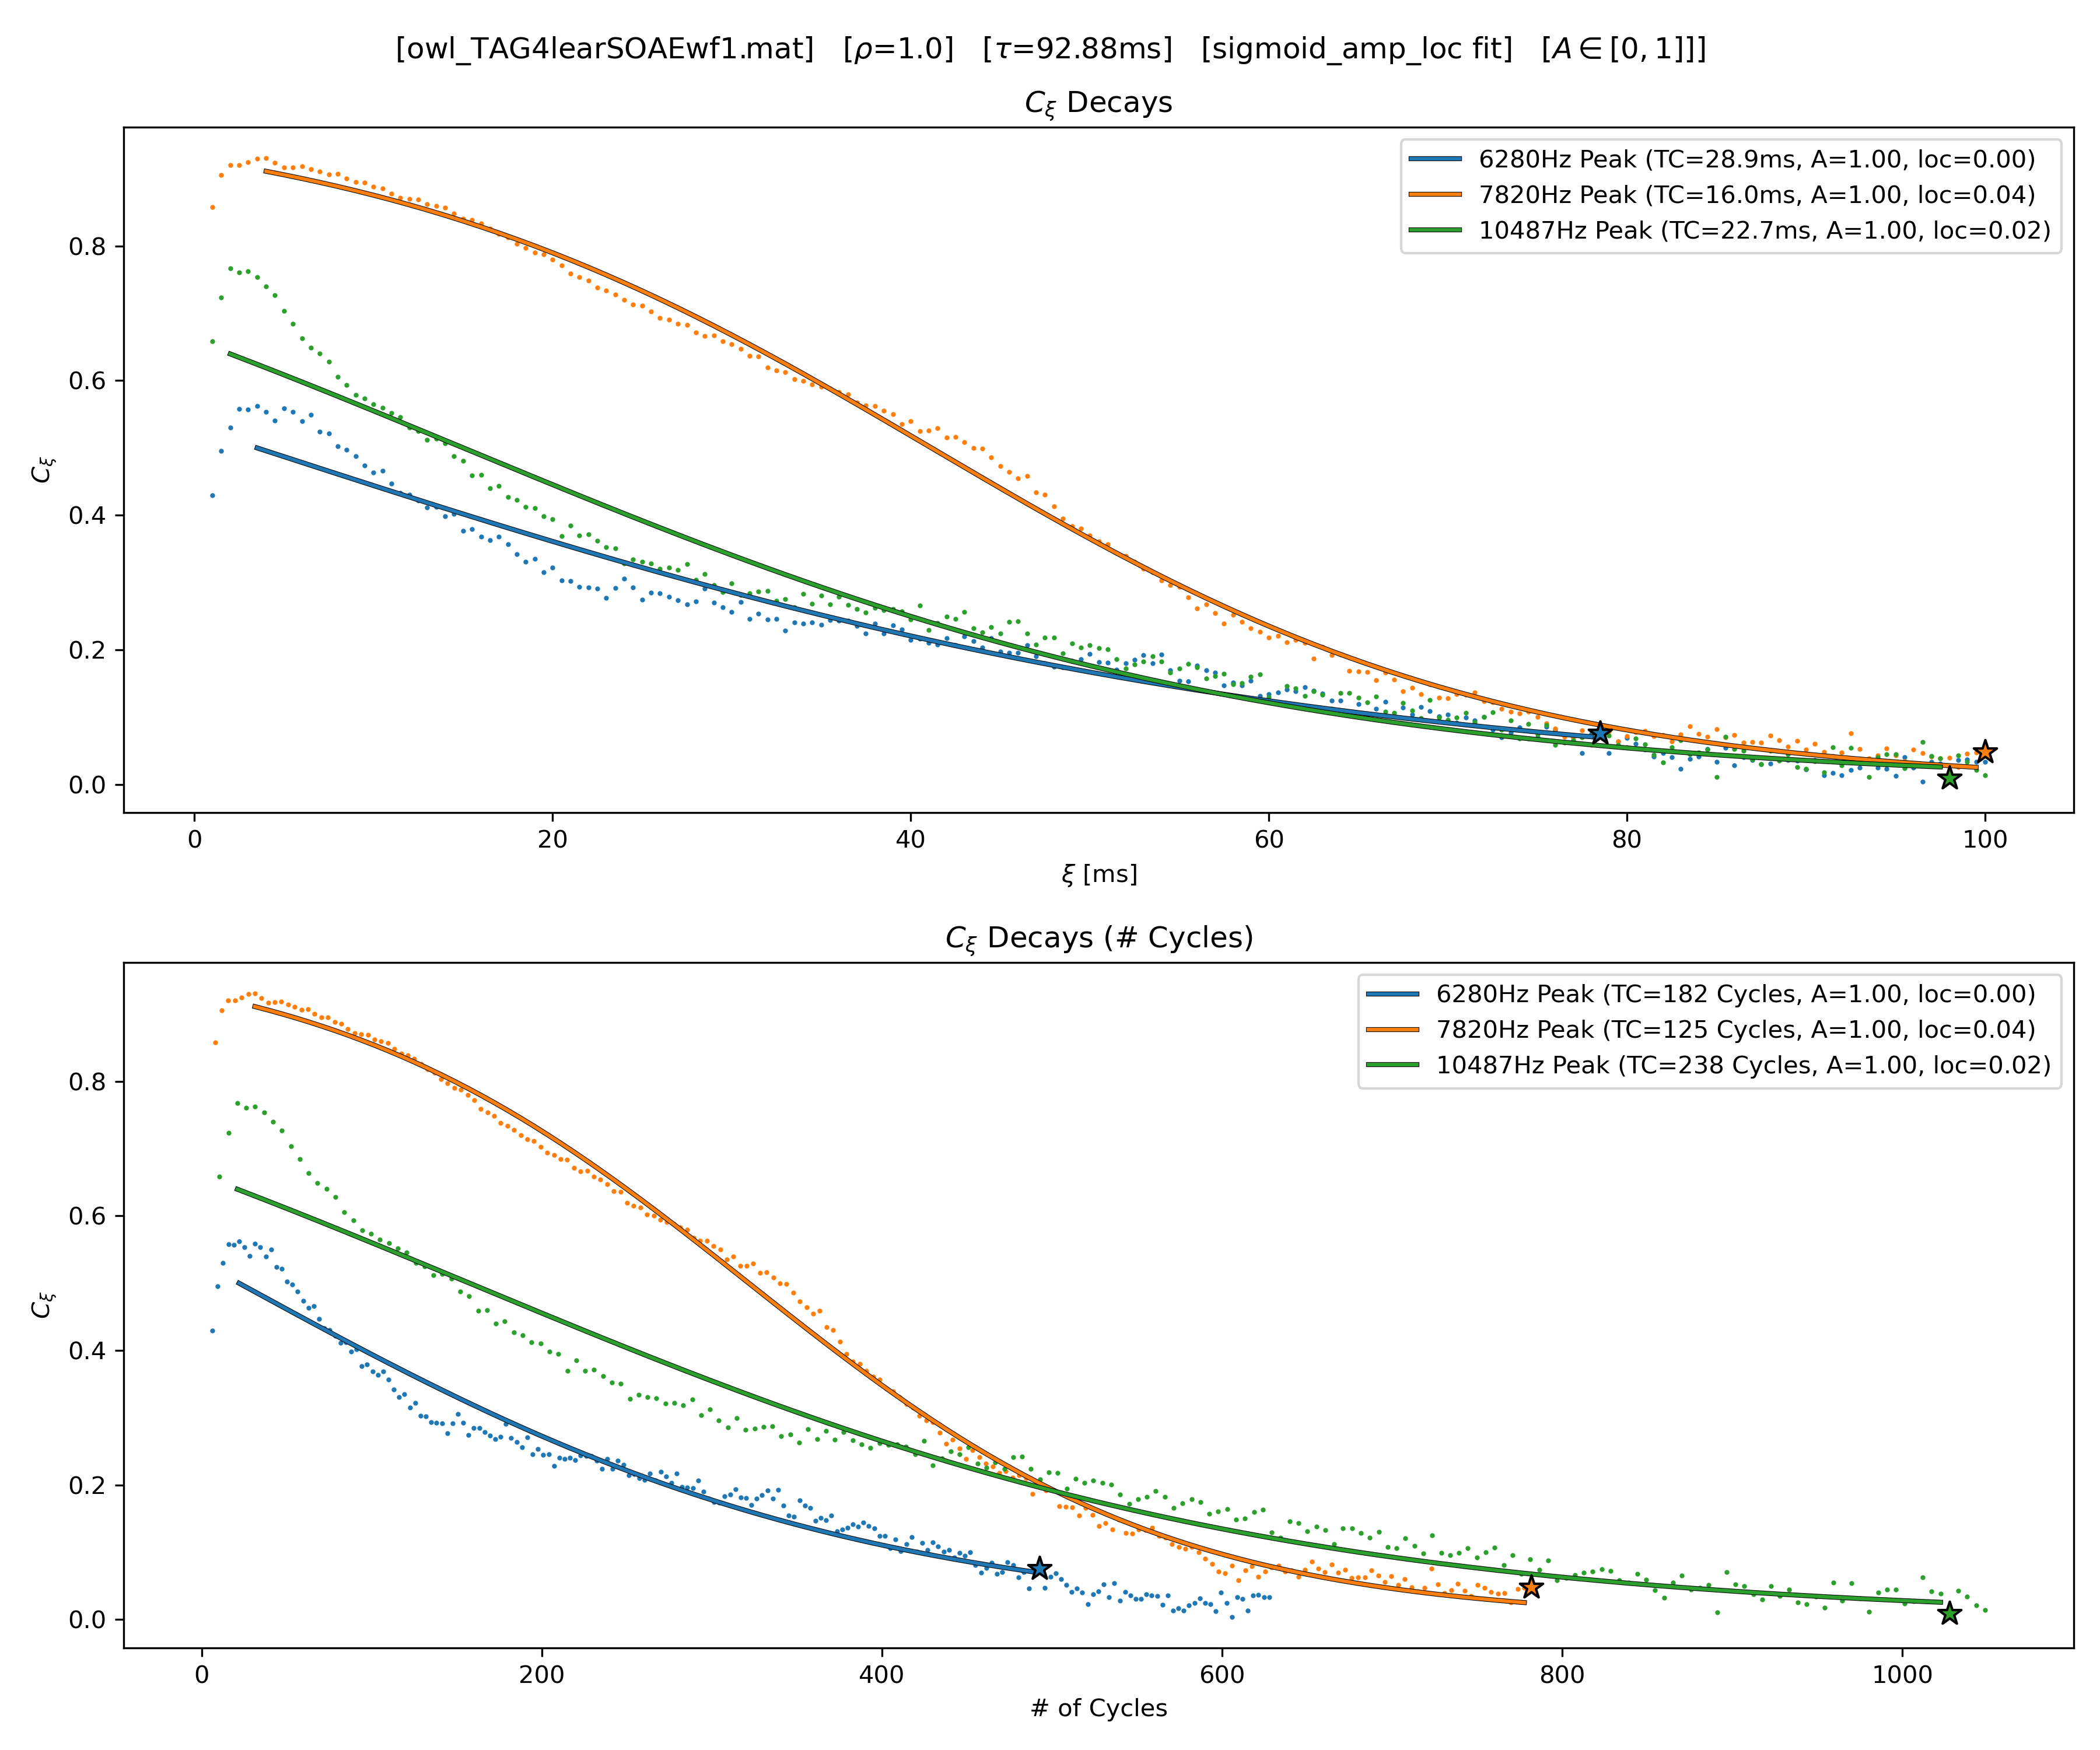 [owl_TAG4learSOAEwf1.mat] [ρ=1.0] [τ=92.88ms] [sigmoid_amp_loc fit] [A ∈ [0, 1]]]
C_ξ Decays
6280Hz Peak (TC=28.9ms, A=1.00, loc=0.00)
7820Hz Peak (TC=16.0ms, A=1.00, loc=0.04)
10487Hz Peak (TC=22.7ms, A=1.00, loc=0.02)
0.8
0.6
0.4
0.2
0.0
C_ξ
0 20 40 60 80 100
ξ [ms]
C_ξ Decays (# Cycles)
6280Hz Peak (TC=182 Cycles, A=1.00, loc=0.00)
7820Hz Peak (TC=125 Cycles, A=1.00, loc=0.04)
10487Hz Peak (TC=238 Cycles, A=1.00, loc=0.02)
0.8
0.6
0.4
0.2
0.0
C_ξ
0 200 400 600 800 1000
# of Cycles